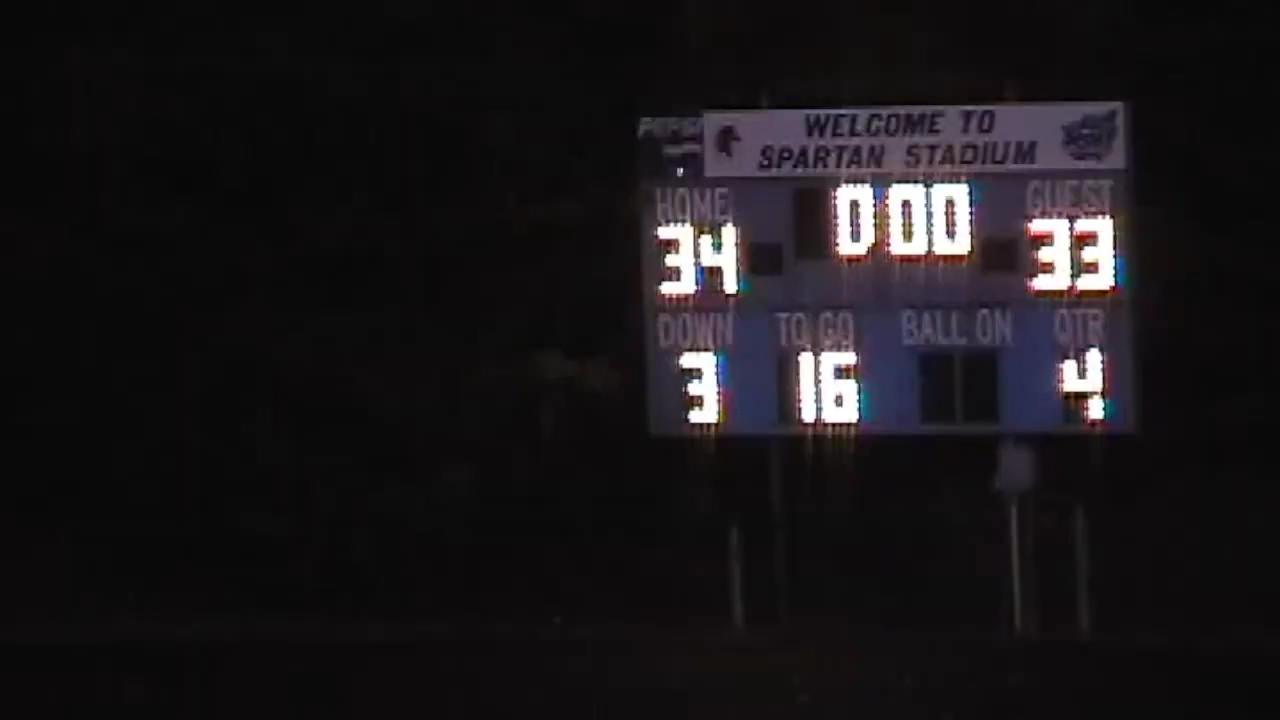 WELCOME TO
SPARTAN STADIUM
HOME 0 00 GUEST
34 33
DOWN TO GO BALL ON QTR
3 16 4